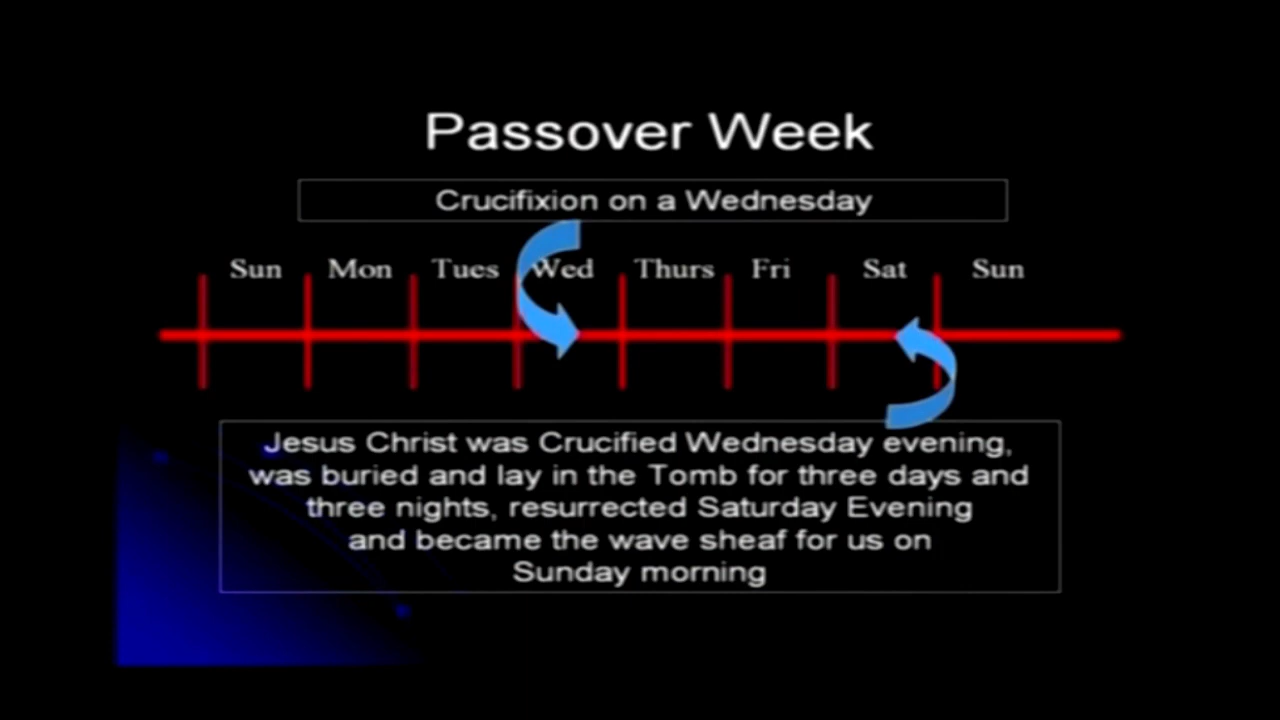 Passover Week
Crucifixion on a Wednesday
Sun Mon Tues Wed Thurs Fri Sat Sun
Jesus Christ was Crucified Wednesday evening,
was buried and lay in the Tomb for three days and
three nights, resurrected Saturday Evening
and became the wave sheaf for us on
Sunday morning